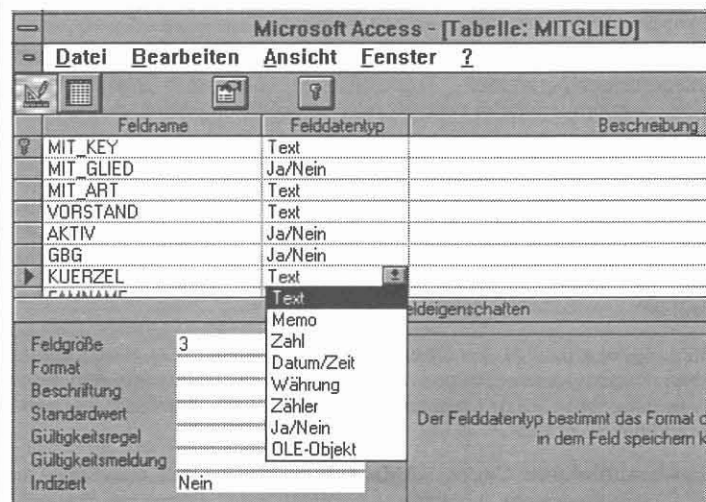 Microsoft Access - [Tabelle: MITGLIED]
Datei Bearbeiten Ansicht Fenster ?
Feldname Felddatentyp Beschreibung
MIT_KEY Text
MIT_GLIED Ja/Nein
MIT_ART Text
VORSTAND Text
AKTIV Ja/Nein
GBG Ja/Nein
KUERZEL Text
FAMNAME
Text
Memo
Zahl
Datum/Zeit
Währung
Zähler
Ja/Nein
OLE-Objekt
eldeigenschaften
Feldgröße 3
Format
Beschriftung
Standardwert
Gültigkeitsregel
Gültigkeitsmeldung
Indiziert Nein
Der Felddatentyp bestimmt das Format d
in dem Feld speichern k